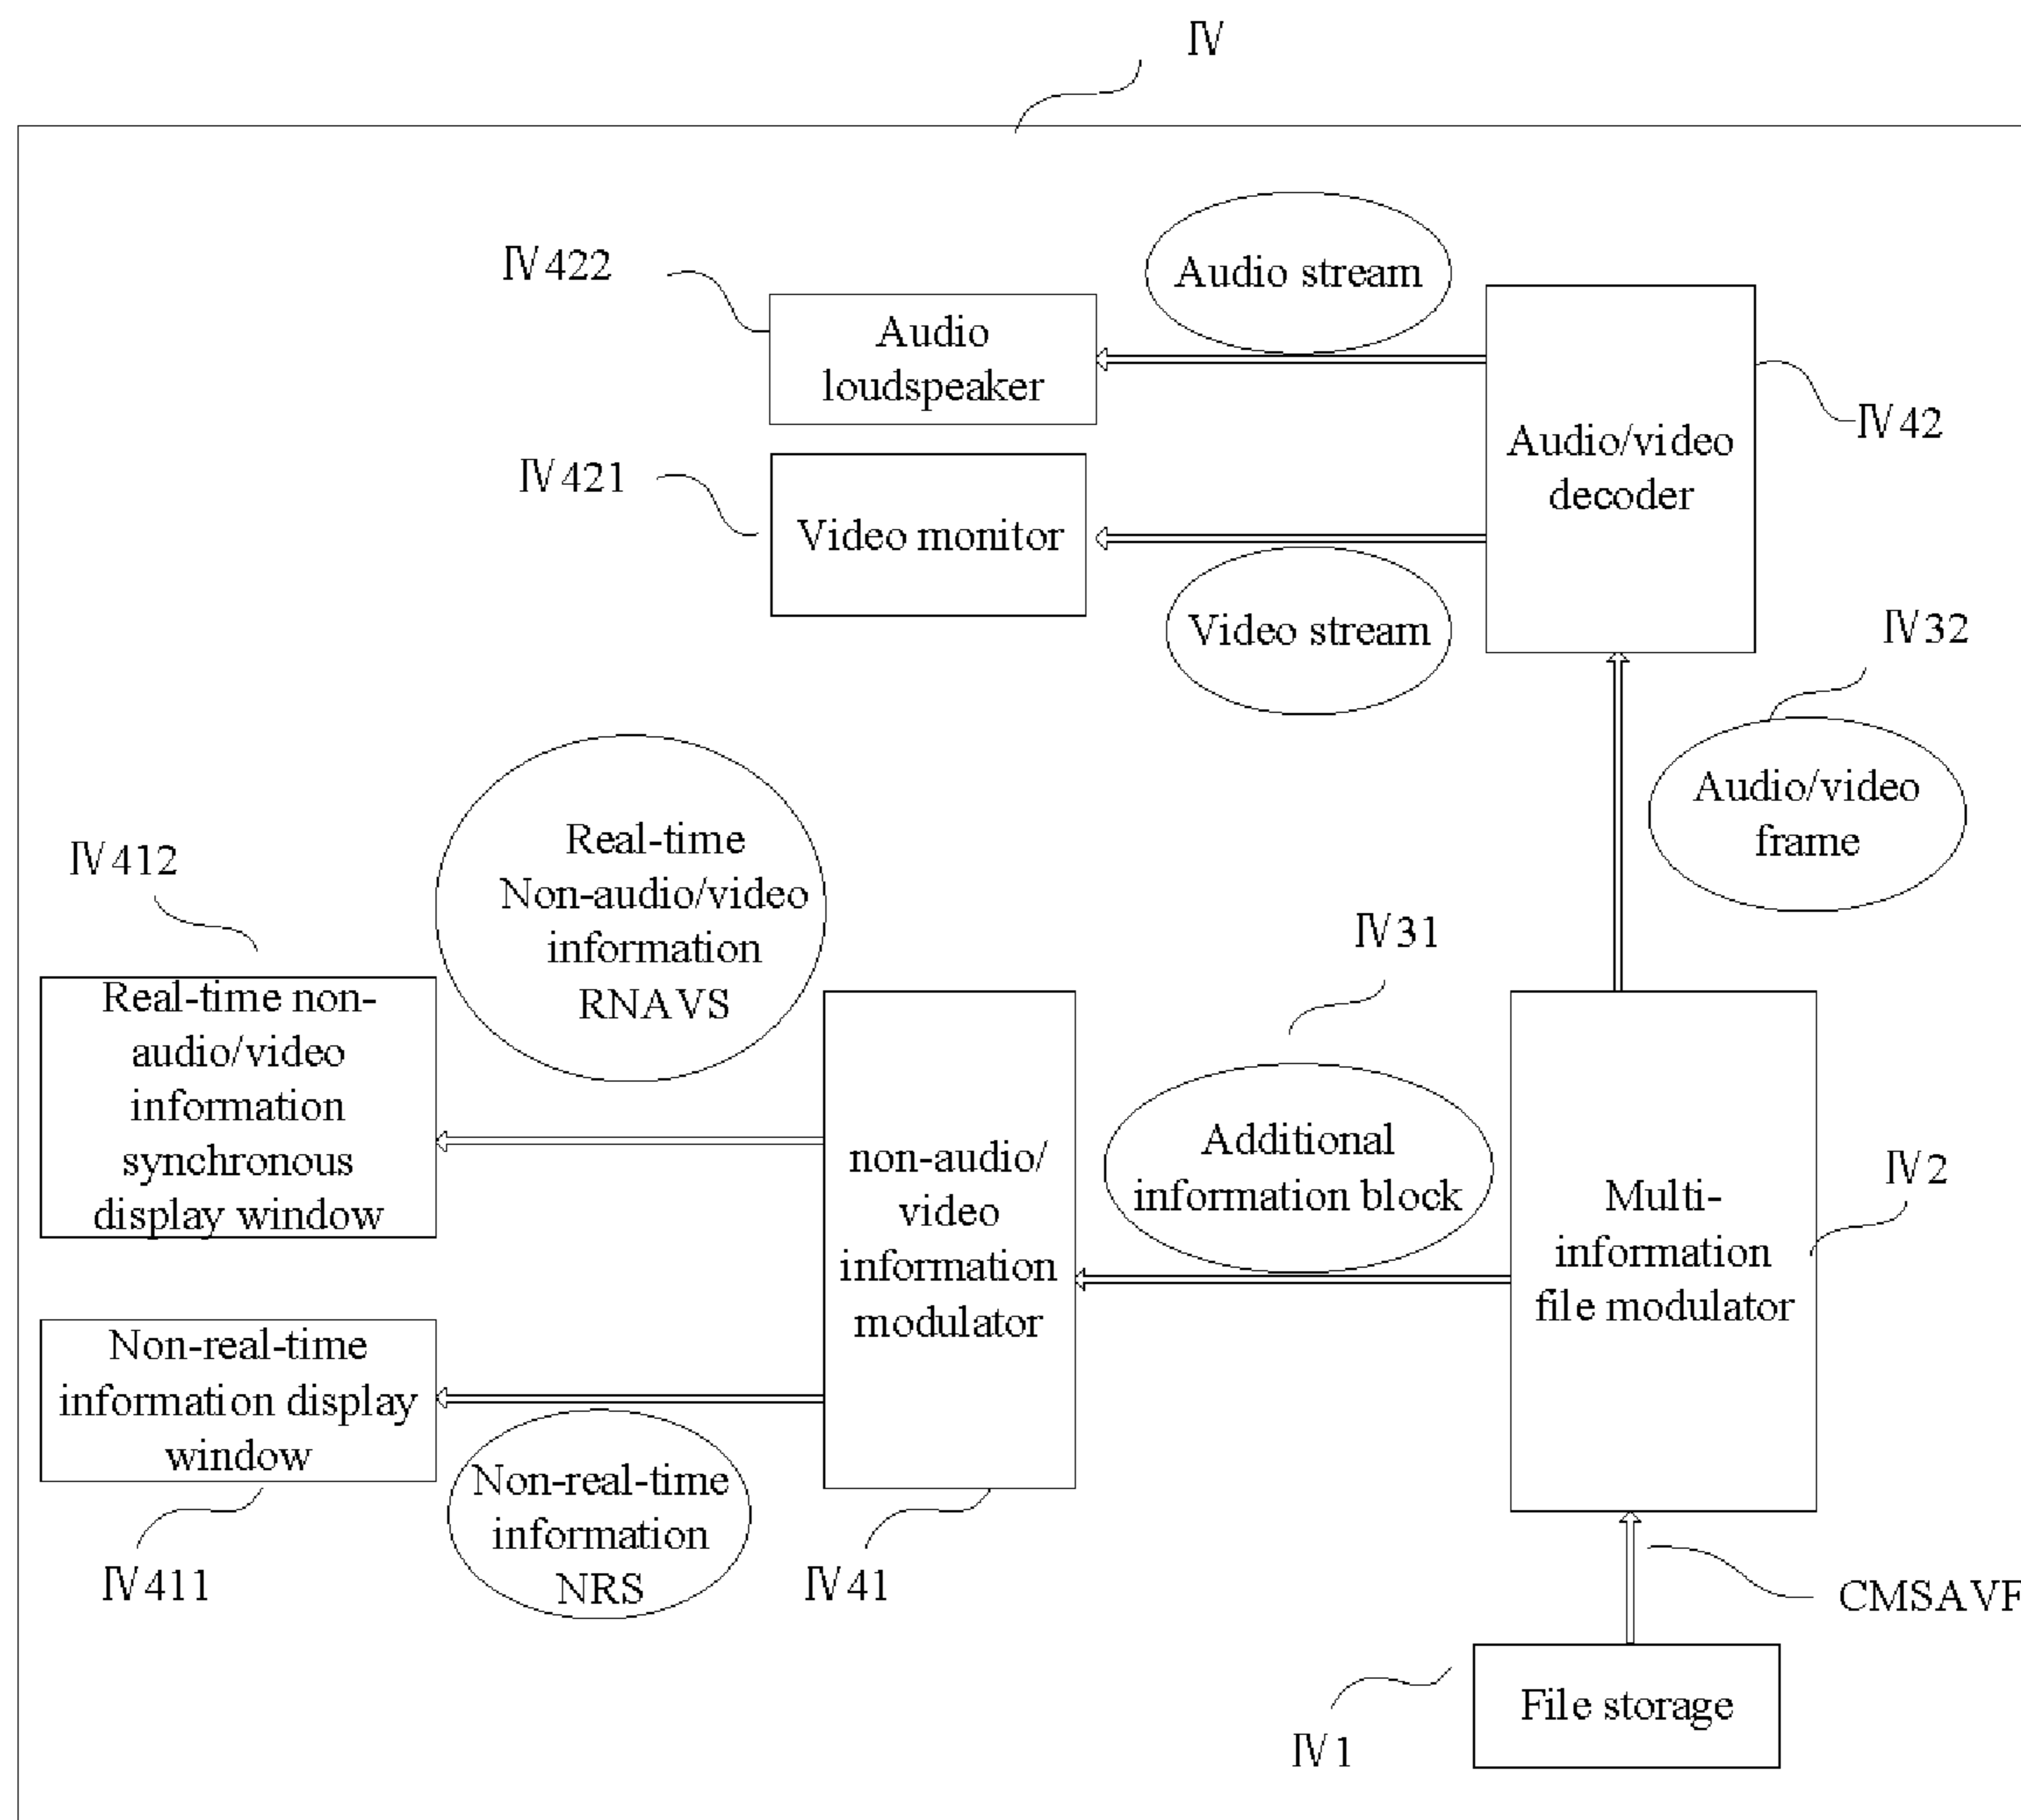 Ⅳ
Ⅳ422
Audio
loudspeaker
Audio stream
Ⅳ42
Audio/video
decoder
Ⅳ421
Video monitor
Video stream
Ⅳ32
Audio/video
frame
Real-time
Non-audio/video
information
RNAVS
Ⅳ412
Real-time non-
audio/video
information
synchronous
display window
non-audio/
video
information
modulator
Ⅳ31
Additional
information block
Multi-
information
file modulator
Ⅳ2
Non-real-time
information display
window
Non-real-time
information
NRS
Ⅳ411
Ⅳ41
CMSAVF
File storage
Ⅳ1